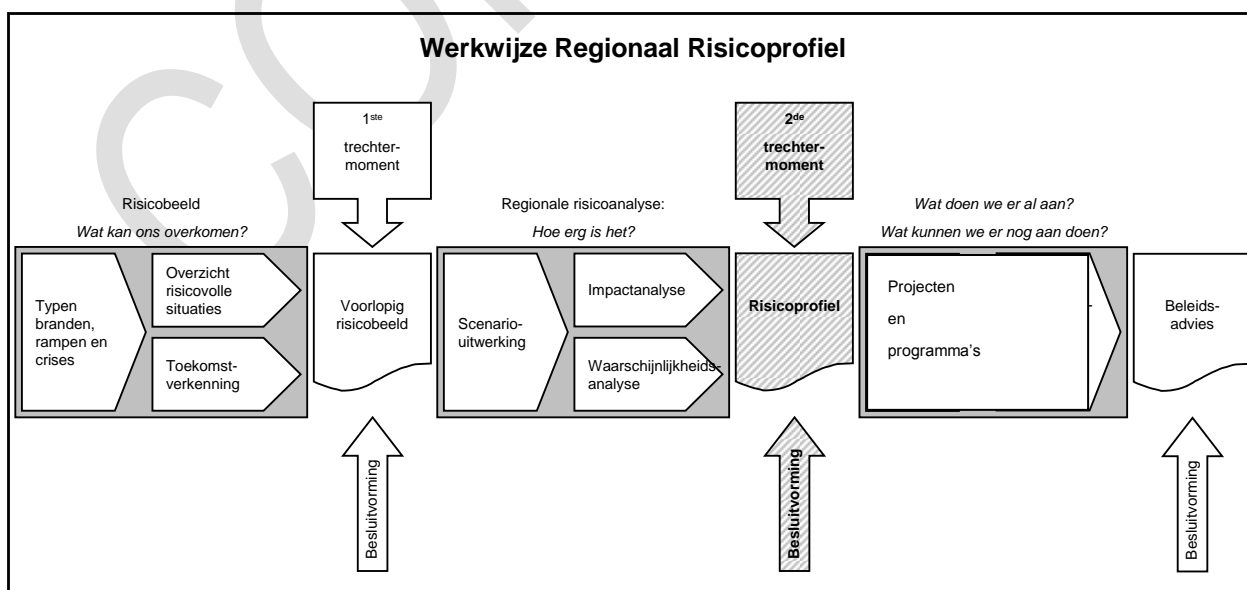 Werkwijze Regionaal Risicoprofiel
1ste
trechter-
moment
2de
trechter-
moment
Risicobeeld
Wat kan ons overkomen?
Regionale risicoanalyse:
Hoe erg is het?
Wat doen we er al aan?
Wat kunnen we er nog aan doen?
Typen
branden,
rampen en
crises
Overzicht
risicovolle
situaties
Toekomst-
verkenning
Voorlopig
risicobeeld
Scenario-
uitwerking
Impactanalyse
Waarschijnlijkheids-
analyse
Risicoprofiel
Projecten
en
programma's
Beleids-
advies
Besluitvorming
Besluitvorming
Besluitvorming